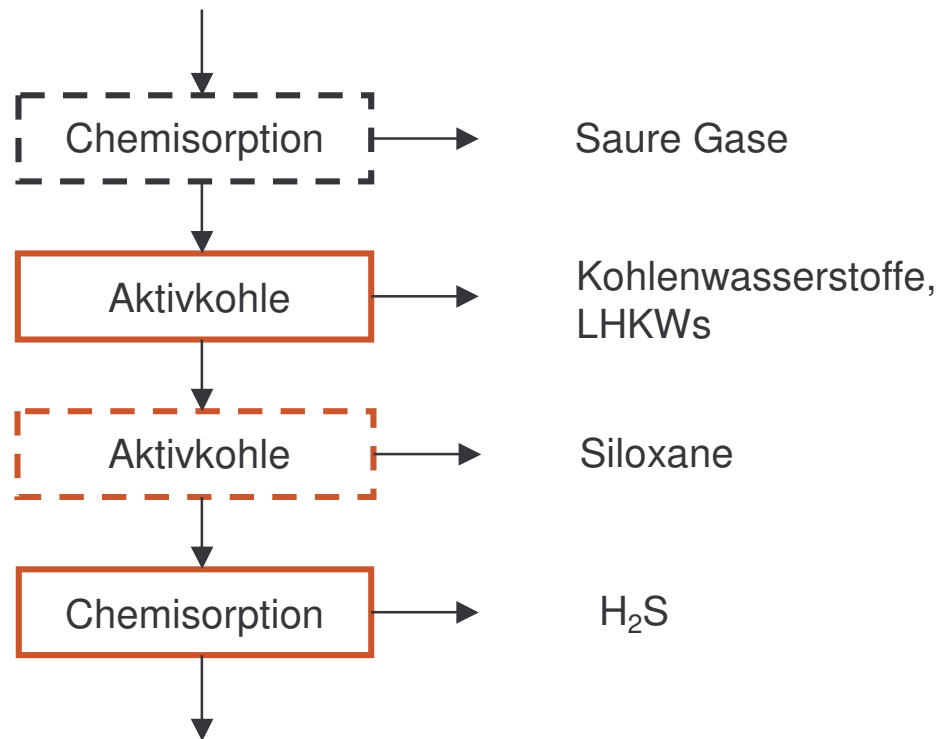 Chemisorption
Saure Gase
Aktivkohle
Kohlenwasserstoffe,
LHKWs
Aktivkohle
Siloxane
Chemisorption
H₂S